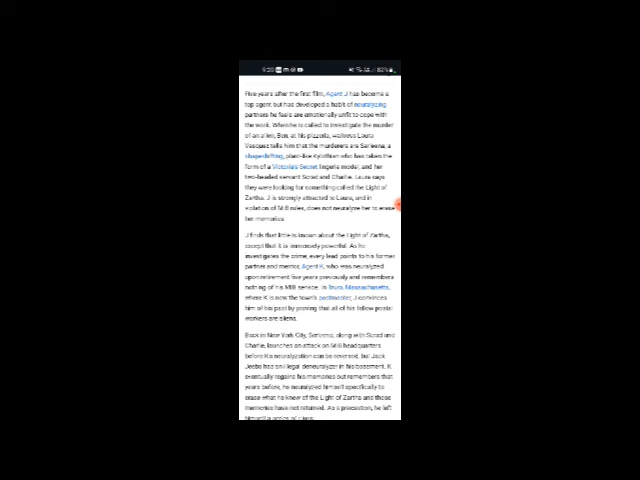 9:29
82%
Five years after the first film, Agent J has become a
top agent but has developed a habit of neuralyzing
partners he feels are emotionally unfit to cope with
the work. When he is called to investigate the murder
of an alien, Ben, at his pizzeria, waitress Laura
Vasquez tells him that the murderers are Serleena, a
shapeshifting, plant-like Kylothian who has taken the
form of a Victoria's Secret lingerie model, and her
two-headed servant Scrad and Charlie. Laura says
they were looking for something called the Light of
Zartha. J is strongly attracted to Laura, and in
violation of MiB rules, does not neuralyze her to erase
her memories.
J finds that little is known about the Light of Zartha,
except that it is immensely powerful. As he
investigates the crime, every lead points to his former
partner and mentor, Agent K, who was neuralyzed
upon retirement five years previously and remembers
nothing of his MiB service. In Truro, Massachusetts,
where K is now the town's postmaster, J convinces
him of his past by proving that all of his fellow postal
workers are aliens.
Back in New York City, Serleena, along with Scrad and
Charlie, launches an attack on MiB headquarters
before K's neuralyzation can be reversed, but Jack
Jeebs has an illegal deneuralyzer in his basement. K
eventually regains his memories but remembers that
years before, he neuralyzed himself specifically to
erase what he knew of the Light of Zartha and those
memories have not returned. As a precaution, he left
himself a series of clues.